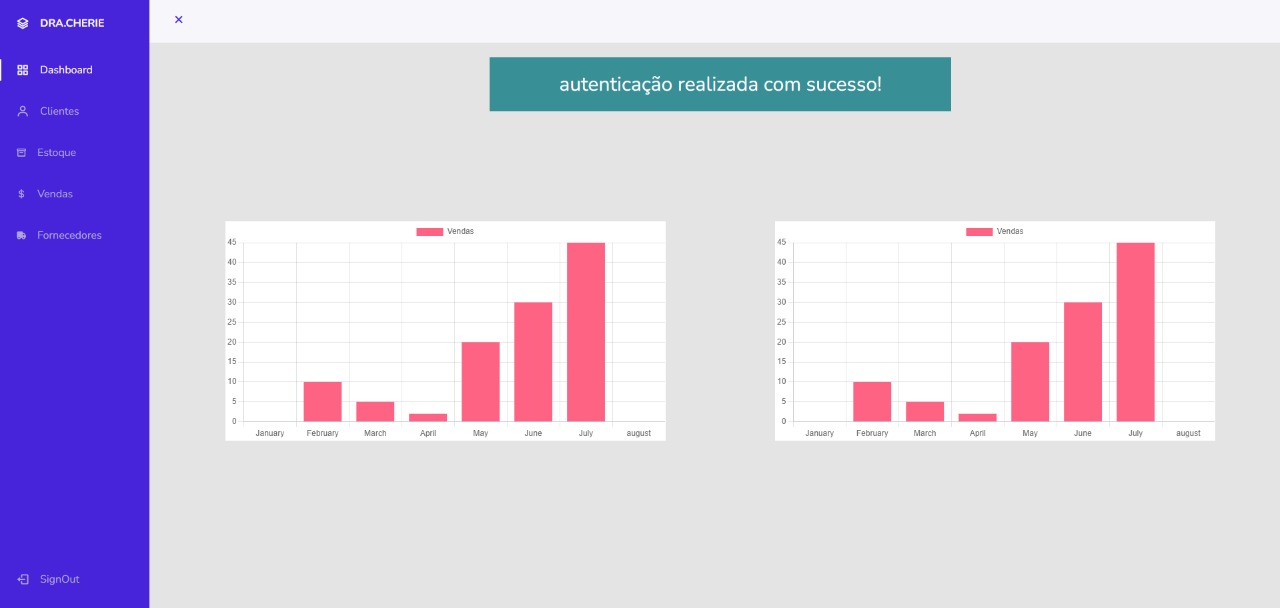 DRA.CHERIE
Dashboard
Clientes
Estoque
Vendas
Fornecedores
SignOut
autenticação realizada com sucesso!
Vendas
45
40
35
30
25
20
15
10
5
0
January February March April May June July august
Vendas
45
40
35
30
25
20
15
10
5
0
January February March April May June July august